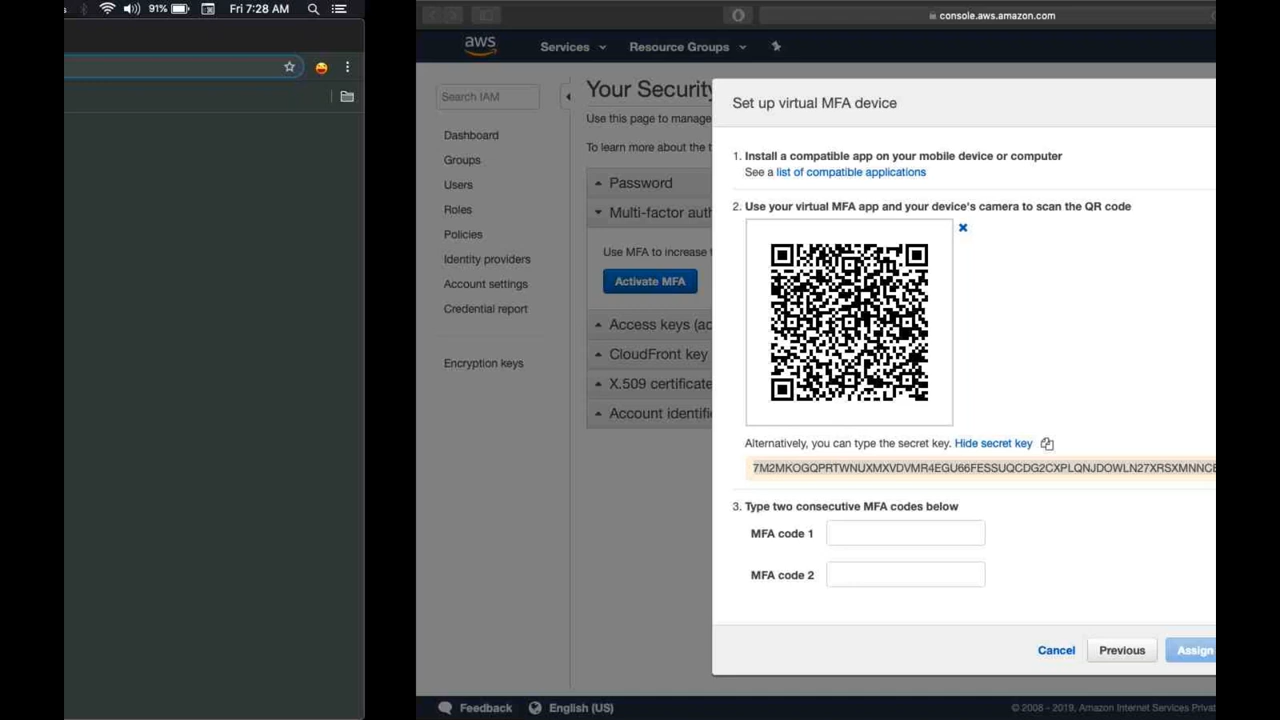 91% Fri 7:28 AM
console.aws.amazon.com
aws Services Resource Groups
Search IAM
Dashboard
Groups
Users
Roles
Policies
Identity providers
Account settings
Credential report
Encryption keys
Your Security
Use this page to manage
To learn more about the
Password
Multi-factor auth
Use MFA to increase
Activate MFA
Access keys (ac
CloudFront key
X.509 certificate
Account identifi
Set up virtual MFA device
1. Install a compatible app on your mobile device or computer
See a list of compatible applications
2. Use your virtual MFA app and your device's camera to scan the QR code
Alternatively, you can type the secret key. Hide secret key
7M2MKOGQPRTWNUXMXVDVMR4EGU66FESSUQCDG2CXPLQNJDOWLN27XRSXMNNCE
3. Type two consecutive MFA codes below
MFA code 1
MFA code 2
Cancel Previous Assign
Feedback English (US) © 2008 - 2019, Amazon Internet Services Privat